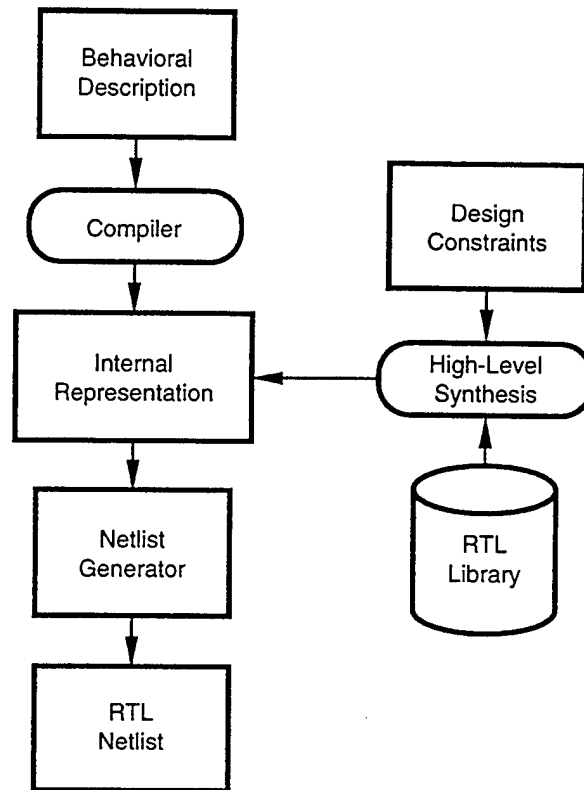 Behavioral
Description
Compiler
Design
Constraints
Internal
Representation
High-Level
Synthesis
Netlist
Generator
RTL
Library
RTL
Netlist